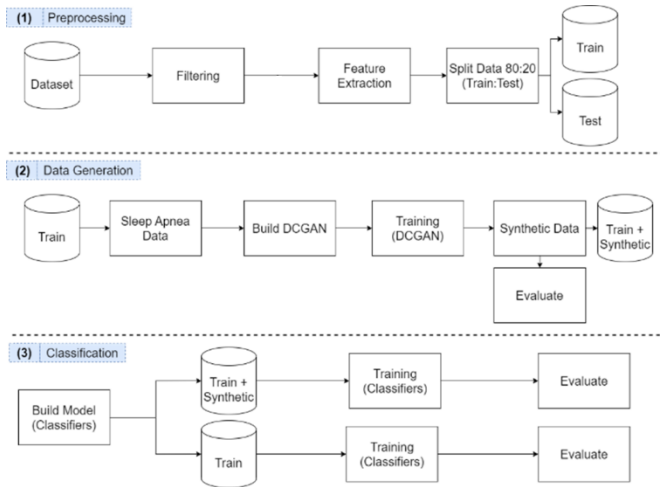 (1) Preprocessing
Dataset
Filtering
Feature
Extraction
Split Data 80:20
(Train:Test)
Train
Test
(2) Data Generation
Train
Sleep Apnea
Data
Build DCGAN
Training
(DCGAN)
Synthetic Data
Train +
Synthetic
Evaluate
(3) Classification
Build Model
(Classifiers)
Train +
Synthetic
Training
(Classifiers)
Evaluate
Train
Training
(Classifiers)
Evaluate